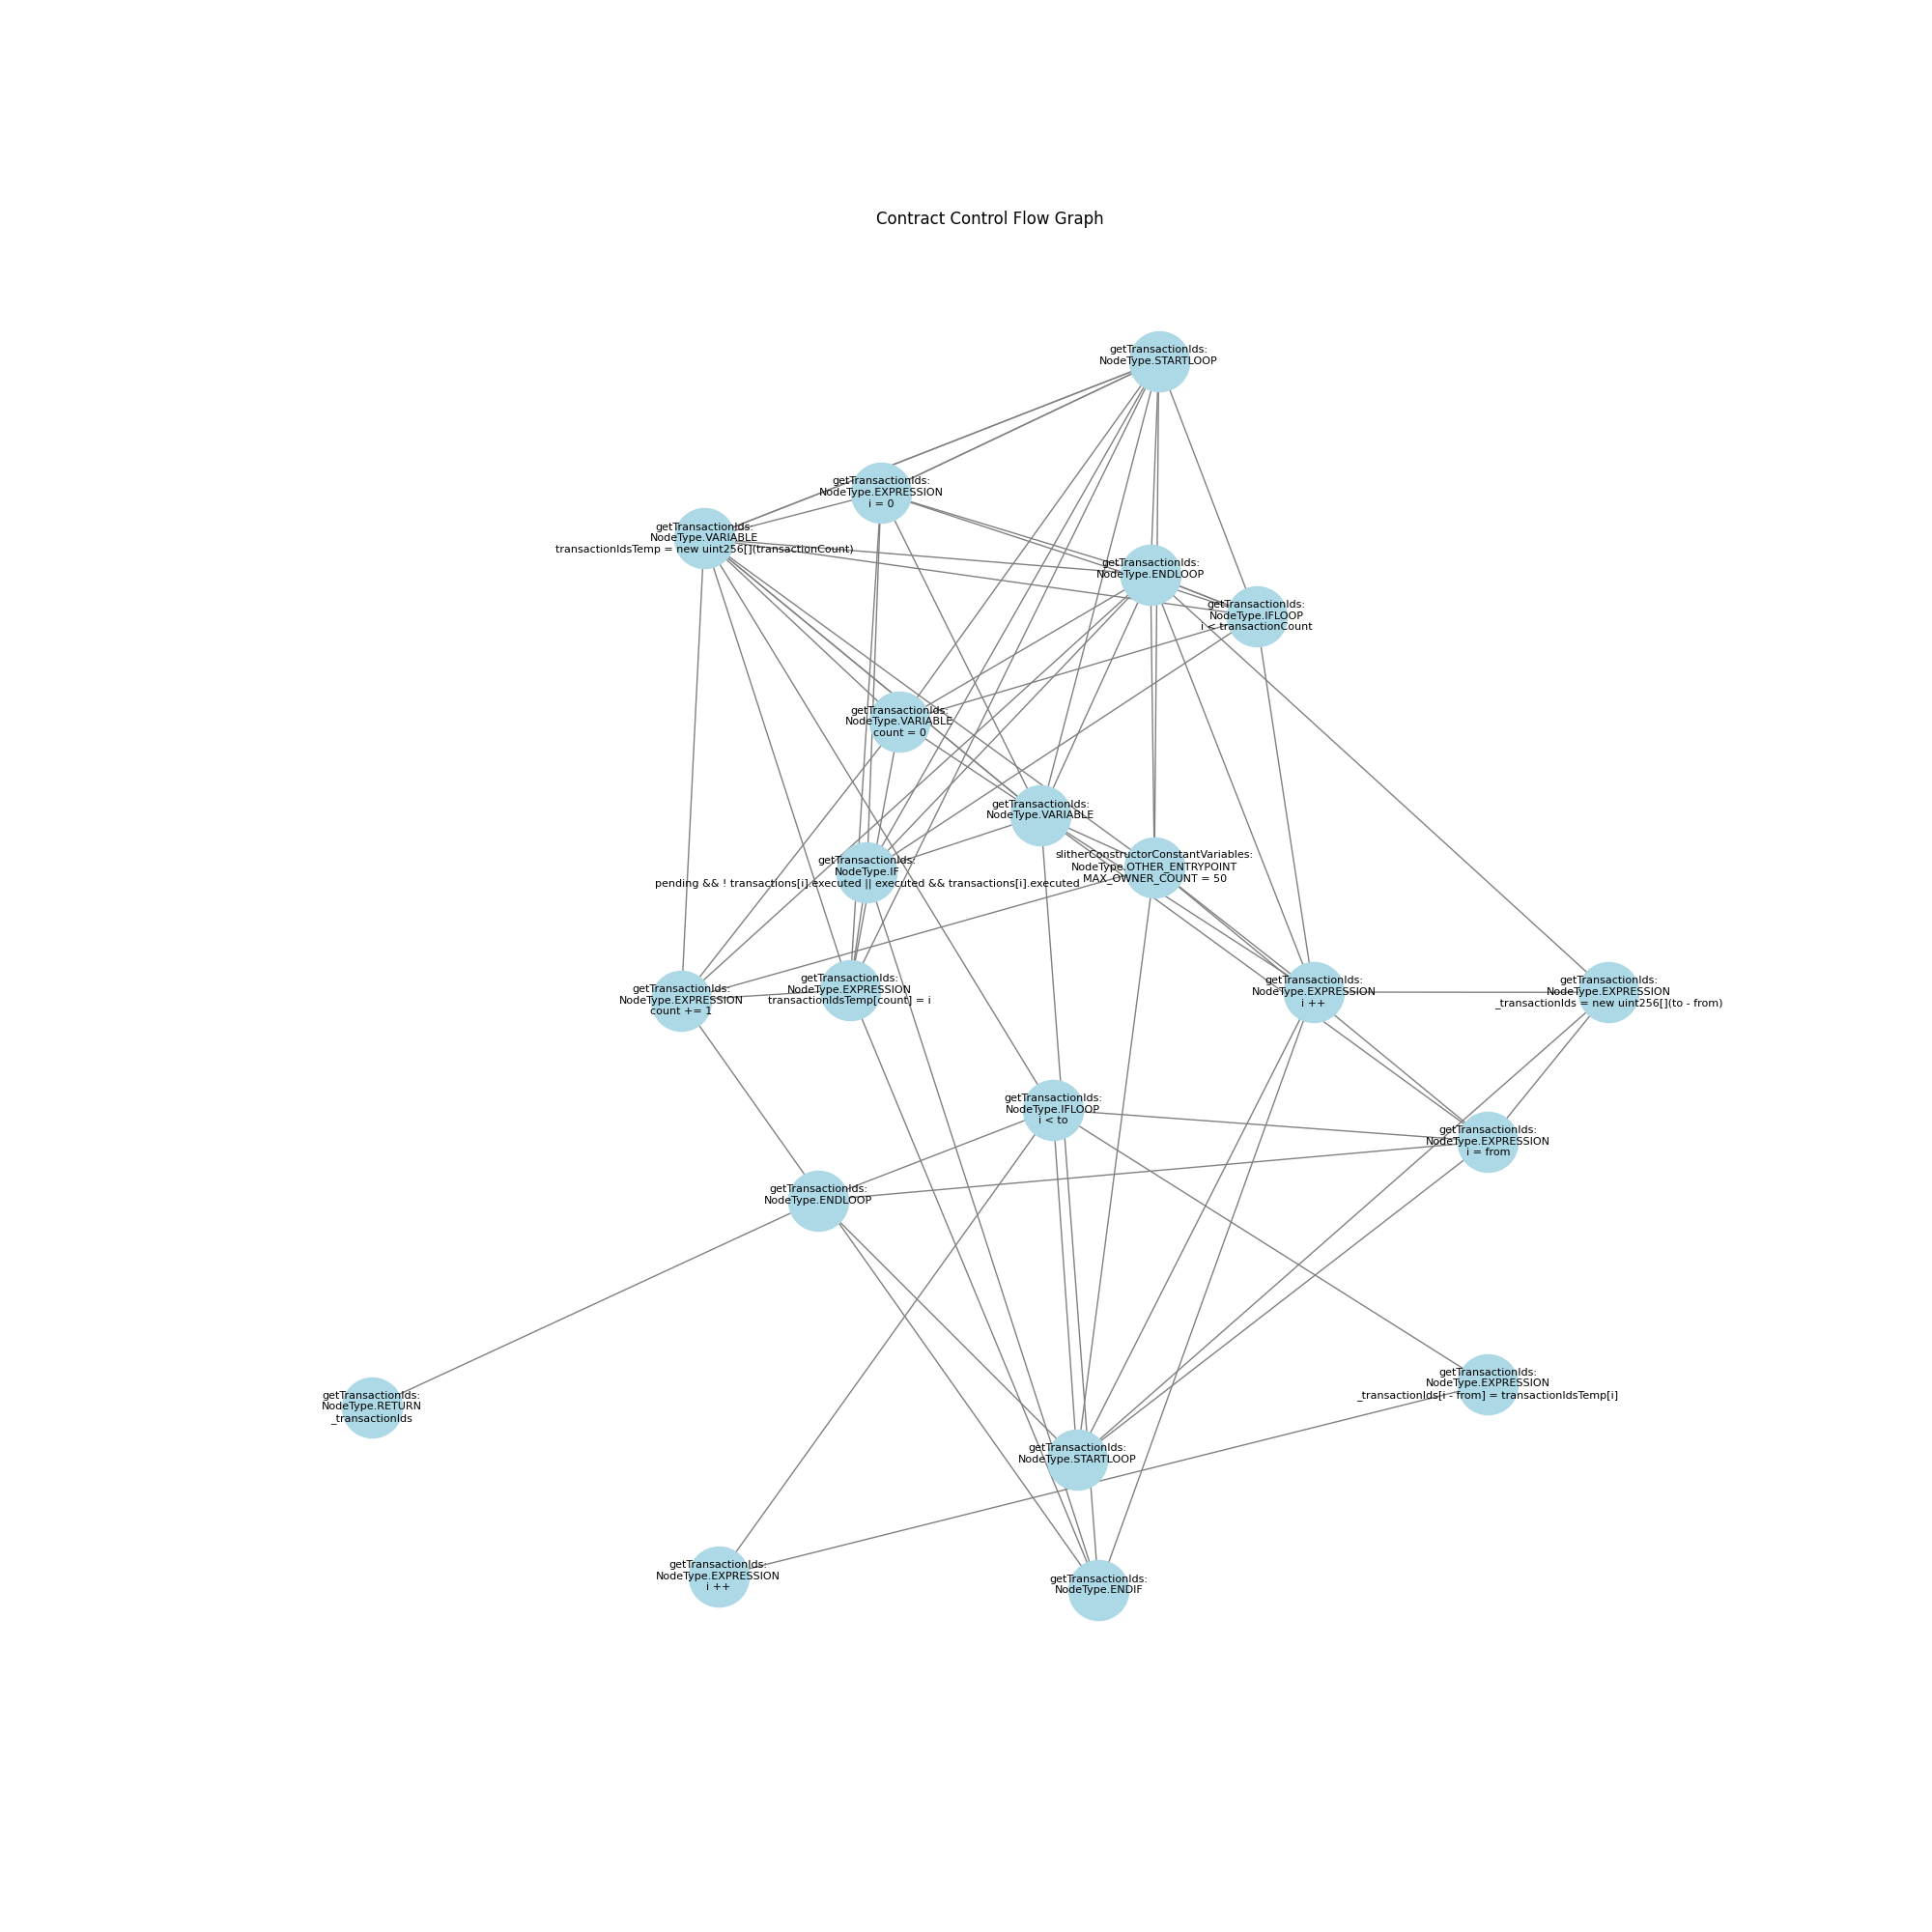 Contract Control Flow Graph
getTransactionIds:
NodeType.STARTLOOP
getTransactionIds:
NodeType.EXPRESSION
i = 0
getTransactionIds:
NodeType.VARIABLE
transactionIdsTemp = new uint256[](transactionCount)
getTransactionIds:
NodeType.ENDLOOP
getTransactionIds:
NodeType.IFLOOP
i < transactionCount
getTransactionIds:
NodeType.VARIABLE
count = 0
getTransactionIds:
NodeType.VARIABLE
slitherConstructorConstantVariables:
NodeType.OTHER_ENTRYPOINT
MAX_OWNER_COUNT = 50
getTransactionIds:
NodeType.IF
pending && ! transactions[i].executed || executed && transactions[i].executed
getTransactionIds:
NodeType.EXPRESSION
count += 1
getTransactionIds:
NodeType.EXPRESSION
transactionIdsTemp[count] = i
getTransactionIds:
NodeType.EXPRESSION
i ++
getTransactionIds:
NodeType.EXPRESSION
_transactionIds = new uint256[](to - from)
getTransactionIds:
NodeType.IFLOOP
i < to
getTransactionIds:
NodeType.EXPRESSION
i = from
getTransactionIds:
NodeType.ENDLOOP
getTransactionIds:
NodeType.RETURN
_transactionIds
getTransactionIds:
NodeType.EXPRESSION
_transactionIds[i - from] = transactionIdsTemp[i]
getTransactionIds:
NodeType.STARTLOOP
getTransactionIds:
NodeType.EXPRESSION
i ++
getTransactionIds:
NodeType.ENDIF